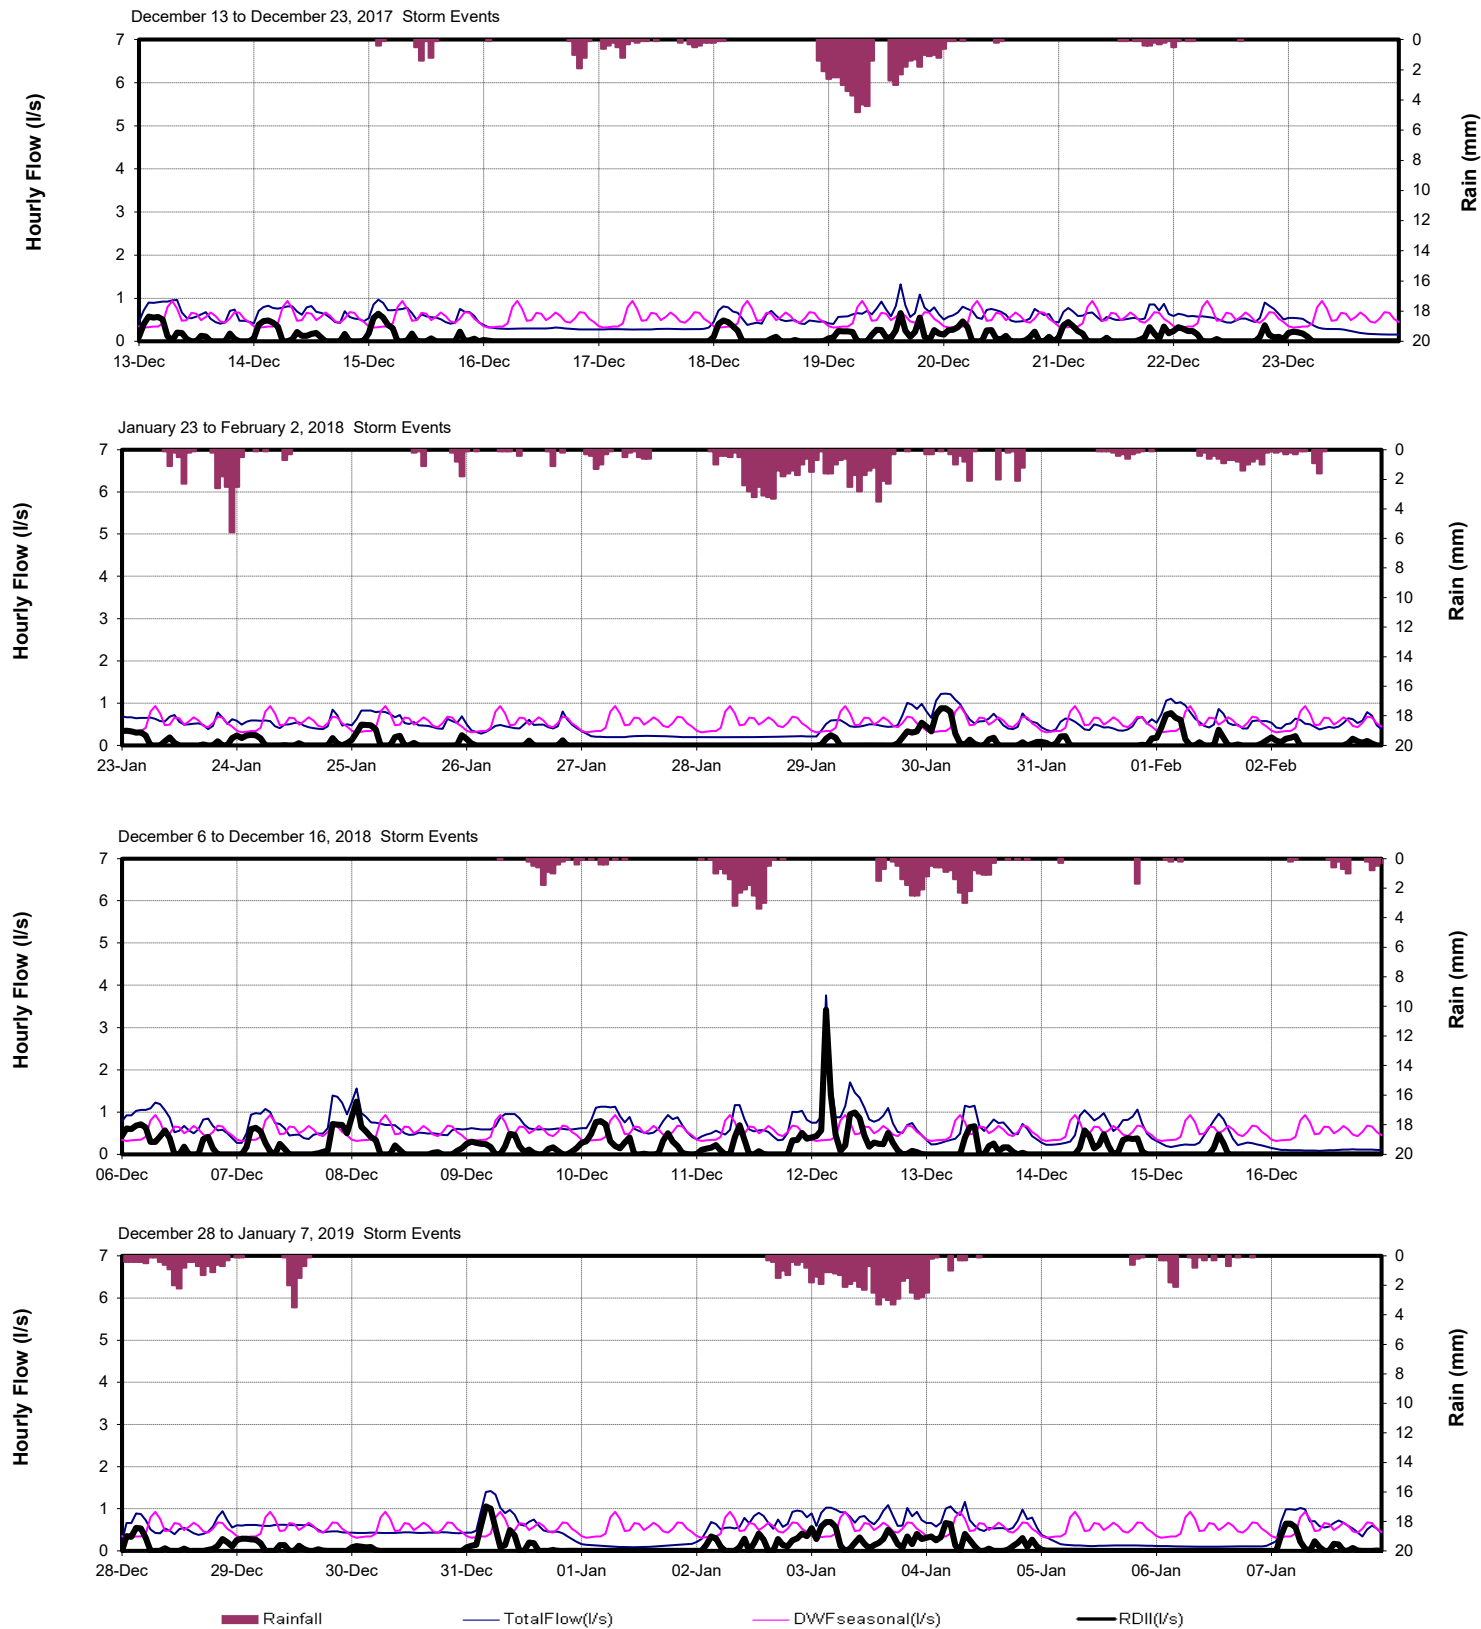 December 13 to December 23, 2017  Storm Events
7 6 5 4 3 2 1 0
Hourly Flow (l/s)
0 2 4 6 8 10 12 14 16 18 20
Rain (mm)
13-Dec 14-Dec 15-Dec 16-Dec 17-Dec 18-Dec 19-Dec 20-Dec 21-Dec 22-Dec 23-Dec
January 23 to February 2, 2018  Storm Events
7 6 5 4 3 2 1 0
Hourly Flow (l/s)
0 2 4 6 8 10 12 14 16 18 20
Rain (mm)
23-Jan 24-Jan 25-Jan 26-Jan 27-Jan 28-Jan 29-Jan 30-Jan 31-Jan 01-Feb 02-Feb
December 6 to December 16, 2018  Storm Events
7 6 5 4 3 2 1 0
Hourly Flow (l/s)
0 2 4 6 8 10 12 14 16 18 20
Rain (mm)
06-Dec 07-Dec 08-Dec 09-Dec 10-Dec 11-Dec 12-Dec 13-Dec 14-Dec 15-Dec 16-Dec
December 28 to January 7, 2019  Storm Events
7 6 5 4 3 2 1 0
Hourly Flow (l/s)
0 2 4 6 8 10 12 14 16 18 20
Rain (mm)
28-Dec 29-Dec 30-Dec 31-Dec 01-Jan 02-Jan 03-Jan 04-Jan 05-Jan 06-Jan 07-Jan
Rainfall TotalFlow(l/s) DWFseasonal(l/s) RDII(l/s)